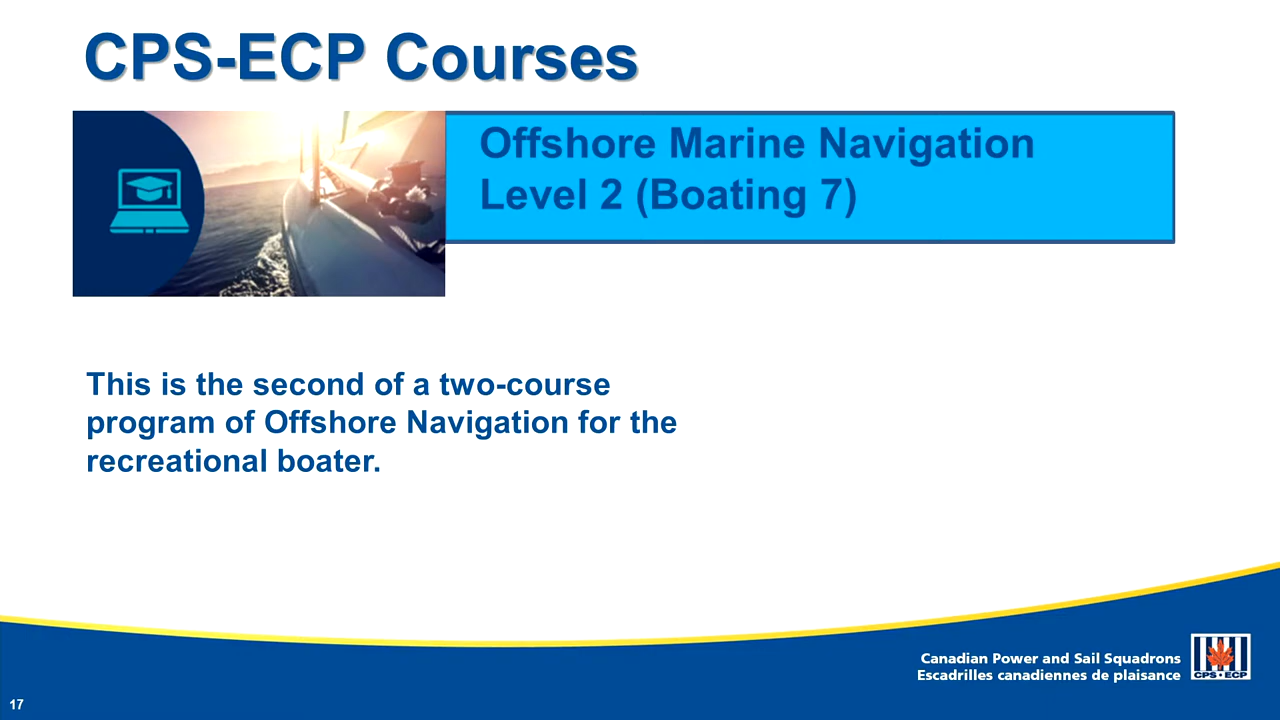 CPS-ECP Courses
Offshore Marine Navigation
Level 2 (Boating 7)
This is the second of a two-course
program of Offshore Navigation for the
recreational boater.
Canadian Power and Sail Squadrons
Escadrilles canadiennes de plaisance
CPS•ECP
17